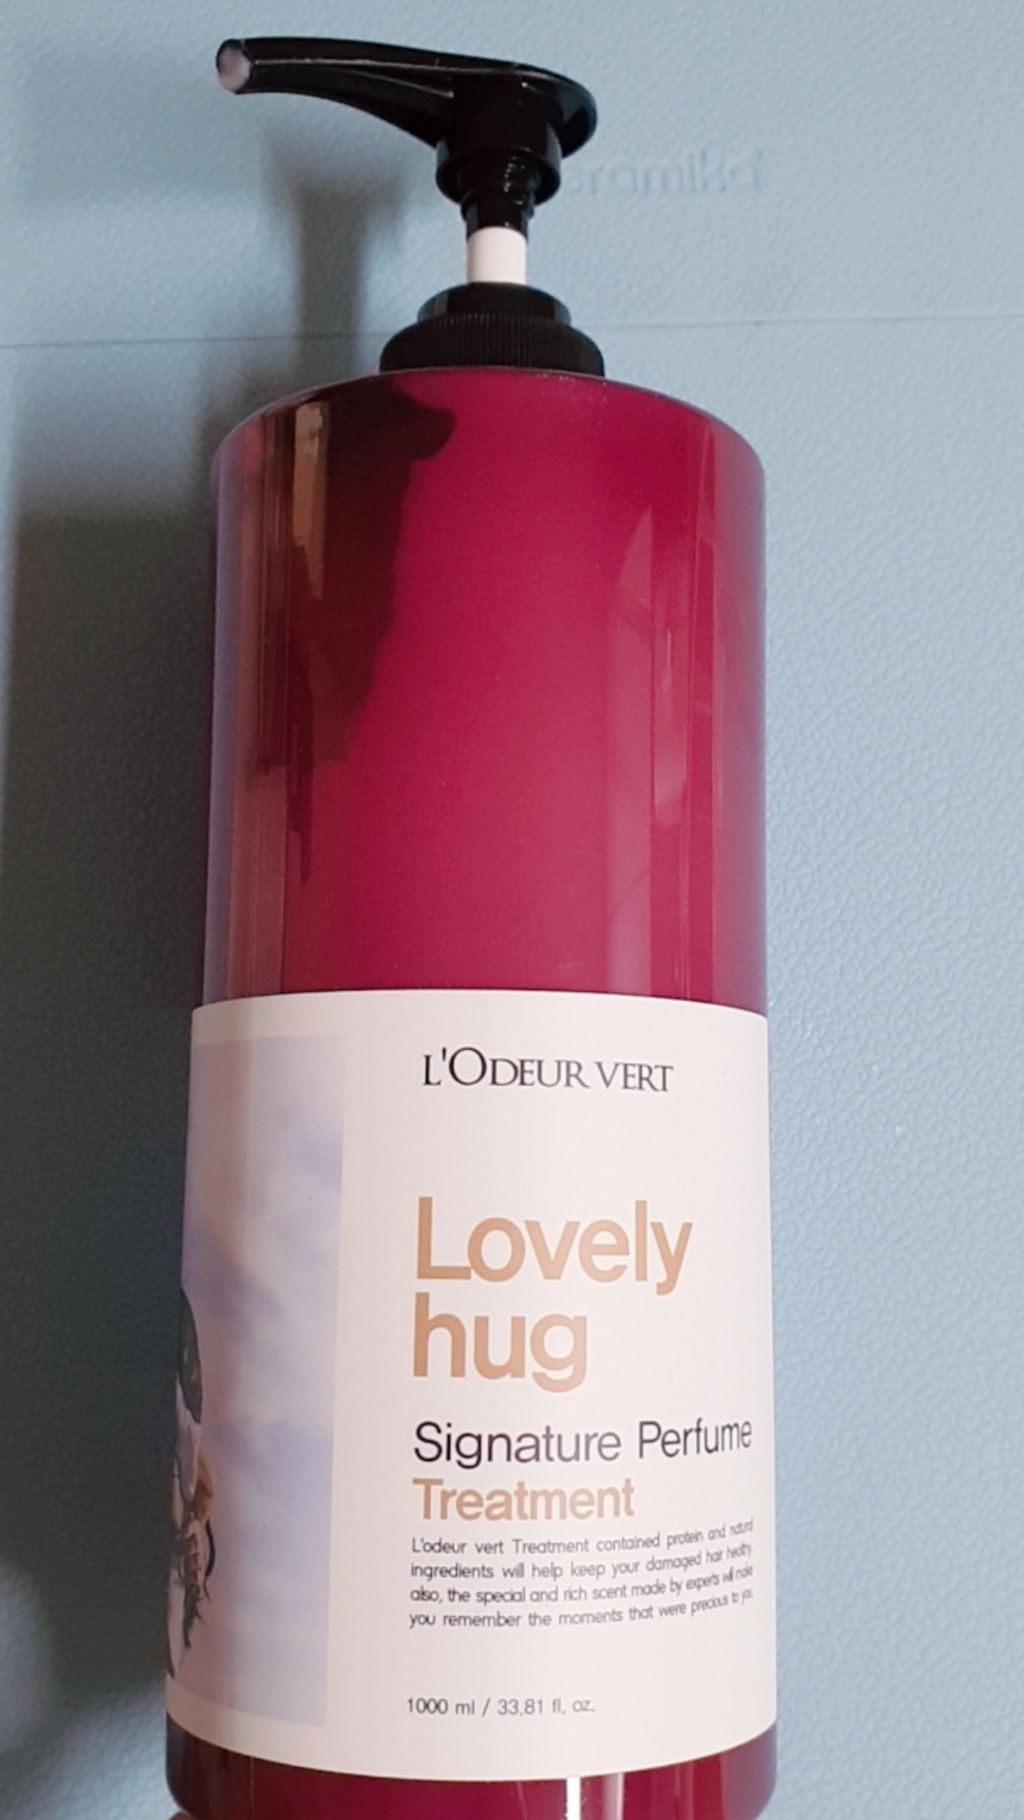 eramika
L'ODEUR VERT
Lovely
hug
Signature Perfume
Treatment
L'odeur vert Treatment contained protein and natural
ingredients will help keep your damaged hair healthy.
also, the special and rich scent made by experts will make
you remember the moments that were precious to you.
1000 ml / 33.81 fl. oz.